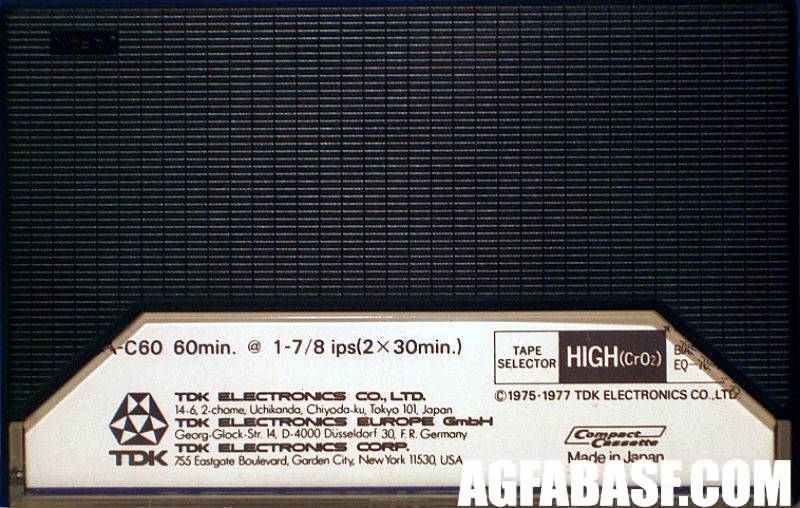 A-C60 60min. @ 1-7/8 ips(2×30min.)
TAPE SELECTOR
HIGH(CrO₂)
EQ—70
©1975-1977 TDK ELECTRONICS CO., LTD.
TDK
TDK ELECTRONICS CO., LTD.
14-6, 2-chome, Uchikanda, Chiyoda-ku, Tokyo 101, Japan
TDK ELECTRONICS EUROPE GmbH
Georg-Glock-Str. 14, D-4000 Düsseldorf 30, F.R. Germany
TDK ELECTRONICS CORP.
755 Eastgate Boulevard, Garden City, New York 11530, USA
Compact Cassette
Made in Japan
AGFABASF.COM